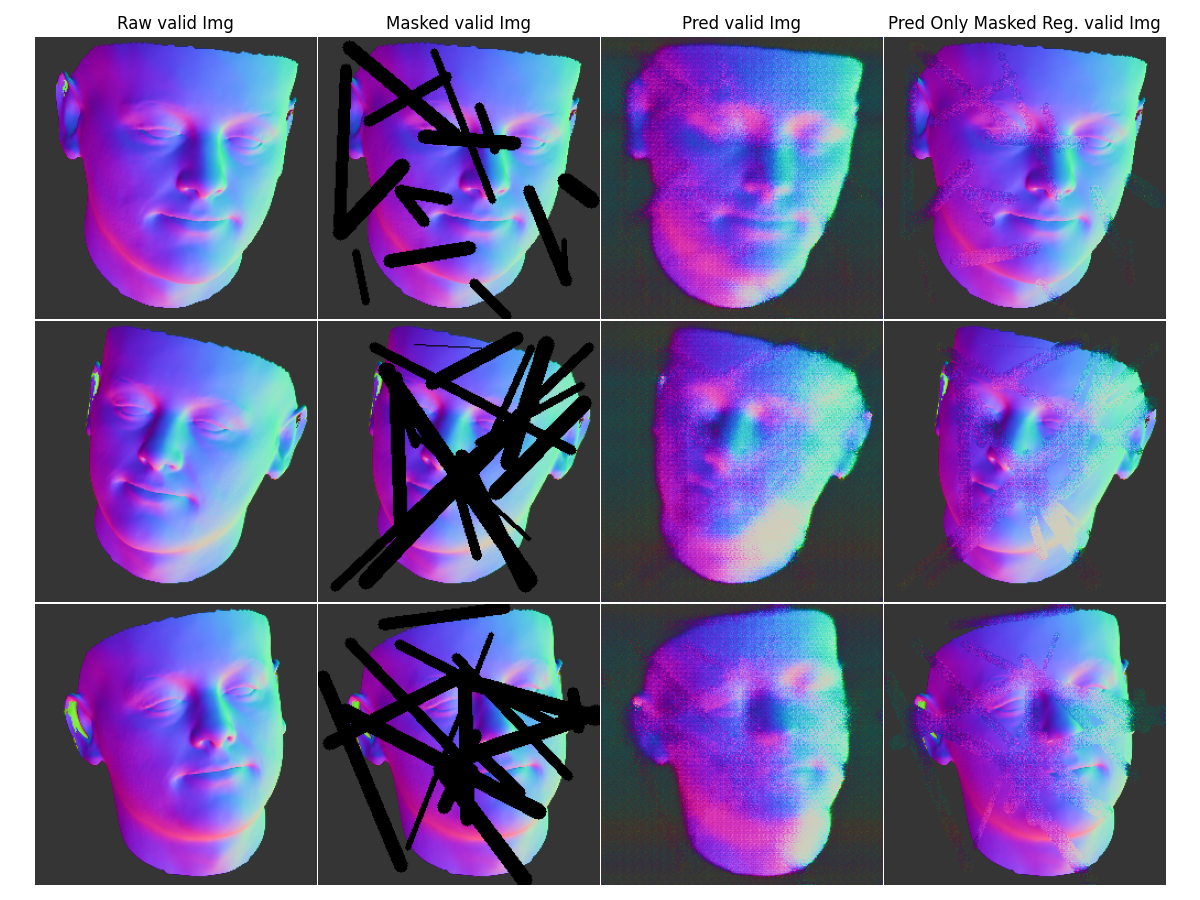 Raw valid Img
Masked valid Img
Pred valid Img
Pred Only Masked Reg. valid Img